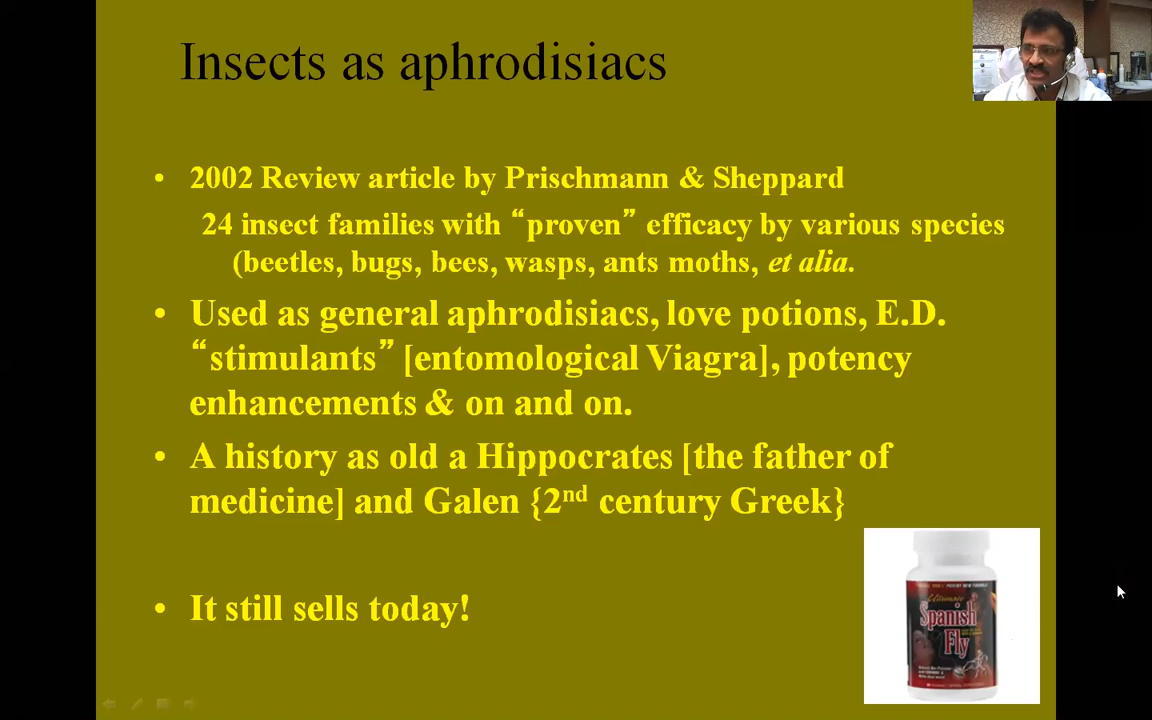 Insects as aphrodisiacs
• 2002 Review article by Prischmann & Sheppard
24 insect families with “proven” efficacy by various species
(beetles, bugs, bees, wasps, ants moths, et alia.
• Used as general aphrodisiacs, love potions, E.D.
“stimulants” [entomological Viagra], potency
enhancements & on and on.
• A history as old a Hippocrates [the father of
medicine] and Galen {2nd century Greek}
• It still sells today!
Ultimate
Spanish
Fly